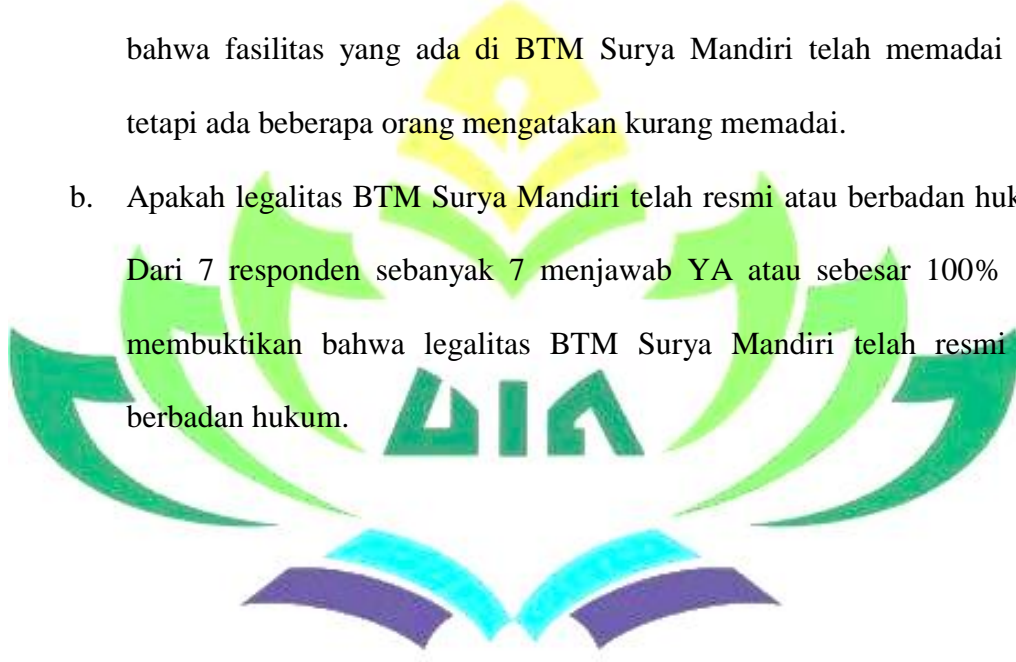 bahwa fasilitas yang ada di BTM Surya Mandiri telah memadai
tetapi ada beberapa orang mengatakan kurang memadai.
b. Apakah legalitas BTM Surya Mandiri telah resmi atau berbadan
Dari 7 responden sebanyak 7 menjawab YA atau sebesar 100%
membuktikan bahwa legalitas BTM Surya Mandiri telah resmi
berbadan hukum.
UIN